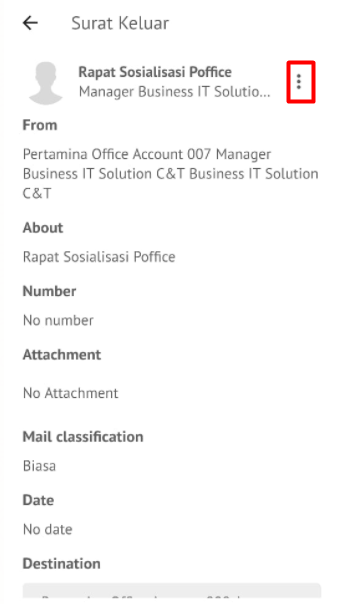 Surat Keluar
Rapat Sosialisasi Poffice
Manager Business IT Solutio...
From
Pertamina Office Account 007 Manager
Business IT Solution C&T Business IT Solution
C&T
About
Rapat Sosialisasi Poffice
Number
No number
Attachment
No Attachment
Mail classification
Biasa
Date
No date
Destination